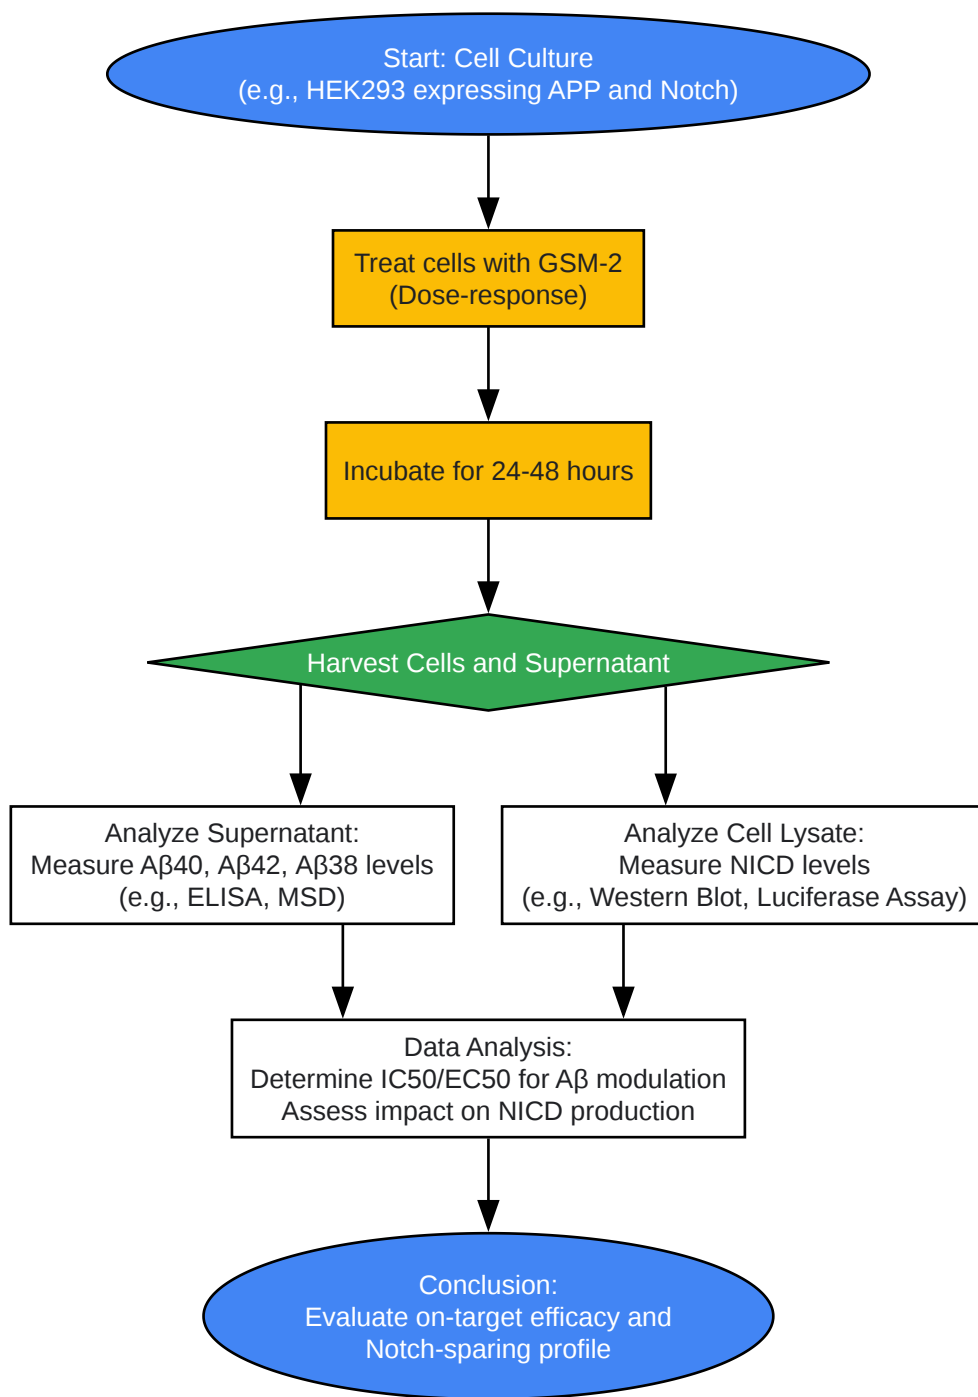 Start: Cell Culture
(e.g., HEK293 expressing APP and Notch)
Treat cells with GSM-2
(Dose-response)
Incubate for 24-48 hours
Harvest Cells and Supernatant
Analyze Supernatant:
Measure Aβ40, Aβ42, Aβ38 levels
(e.g., ELISA, MSD)
Analyze Cell Lysate:
Measure NICD levels
(e.g., Western Blot, Luciferase Assay)
Data Analysis:
Determine IC50/EC50 for Aβ modulation
Assess impact on NICD production
Conclusion:
Evaluate on-target efficacy and
Notch-sparing profile